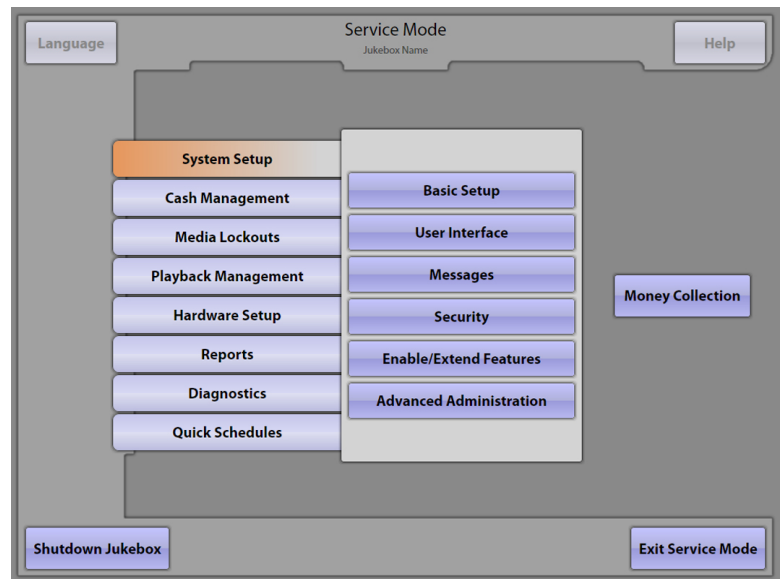 Language
Service Mode
Jukebox Name
Help
System Setup
Cash Management
Media Lockouts
Playback Management
Hardware Setup
Reports
Diagnostics
Quick Schedules
Basic Setup
User Interface
Messages
Security
Enable/Extend Features
Advanced Administration
Money Collection
Shutdown Jukebox
Exit Service Mode